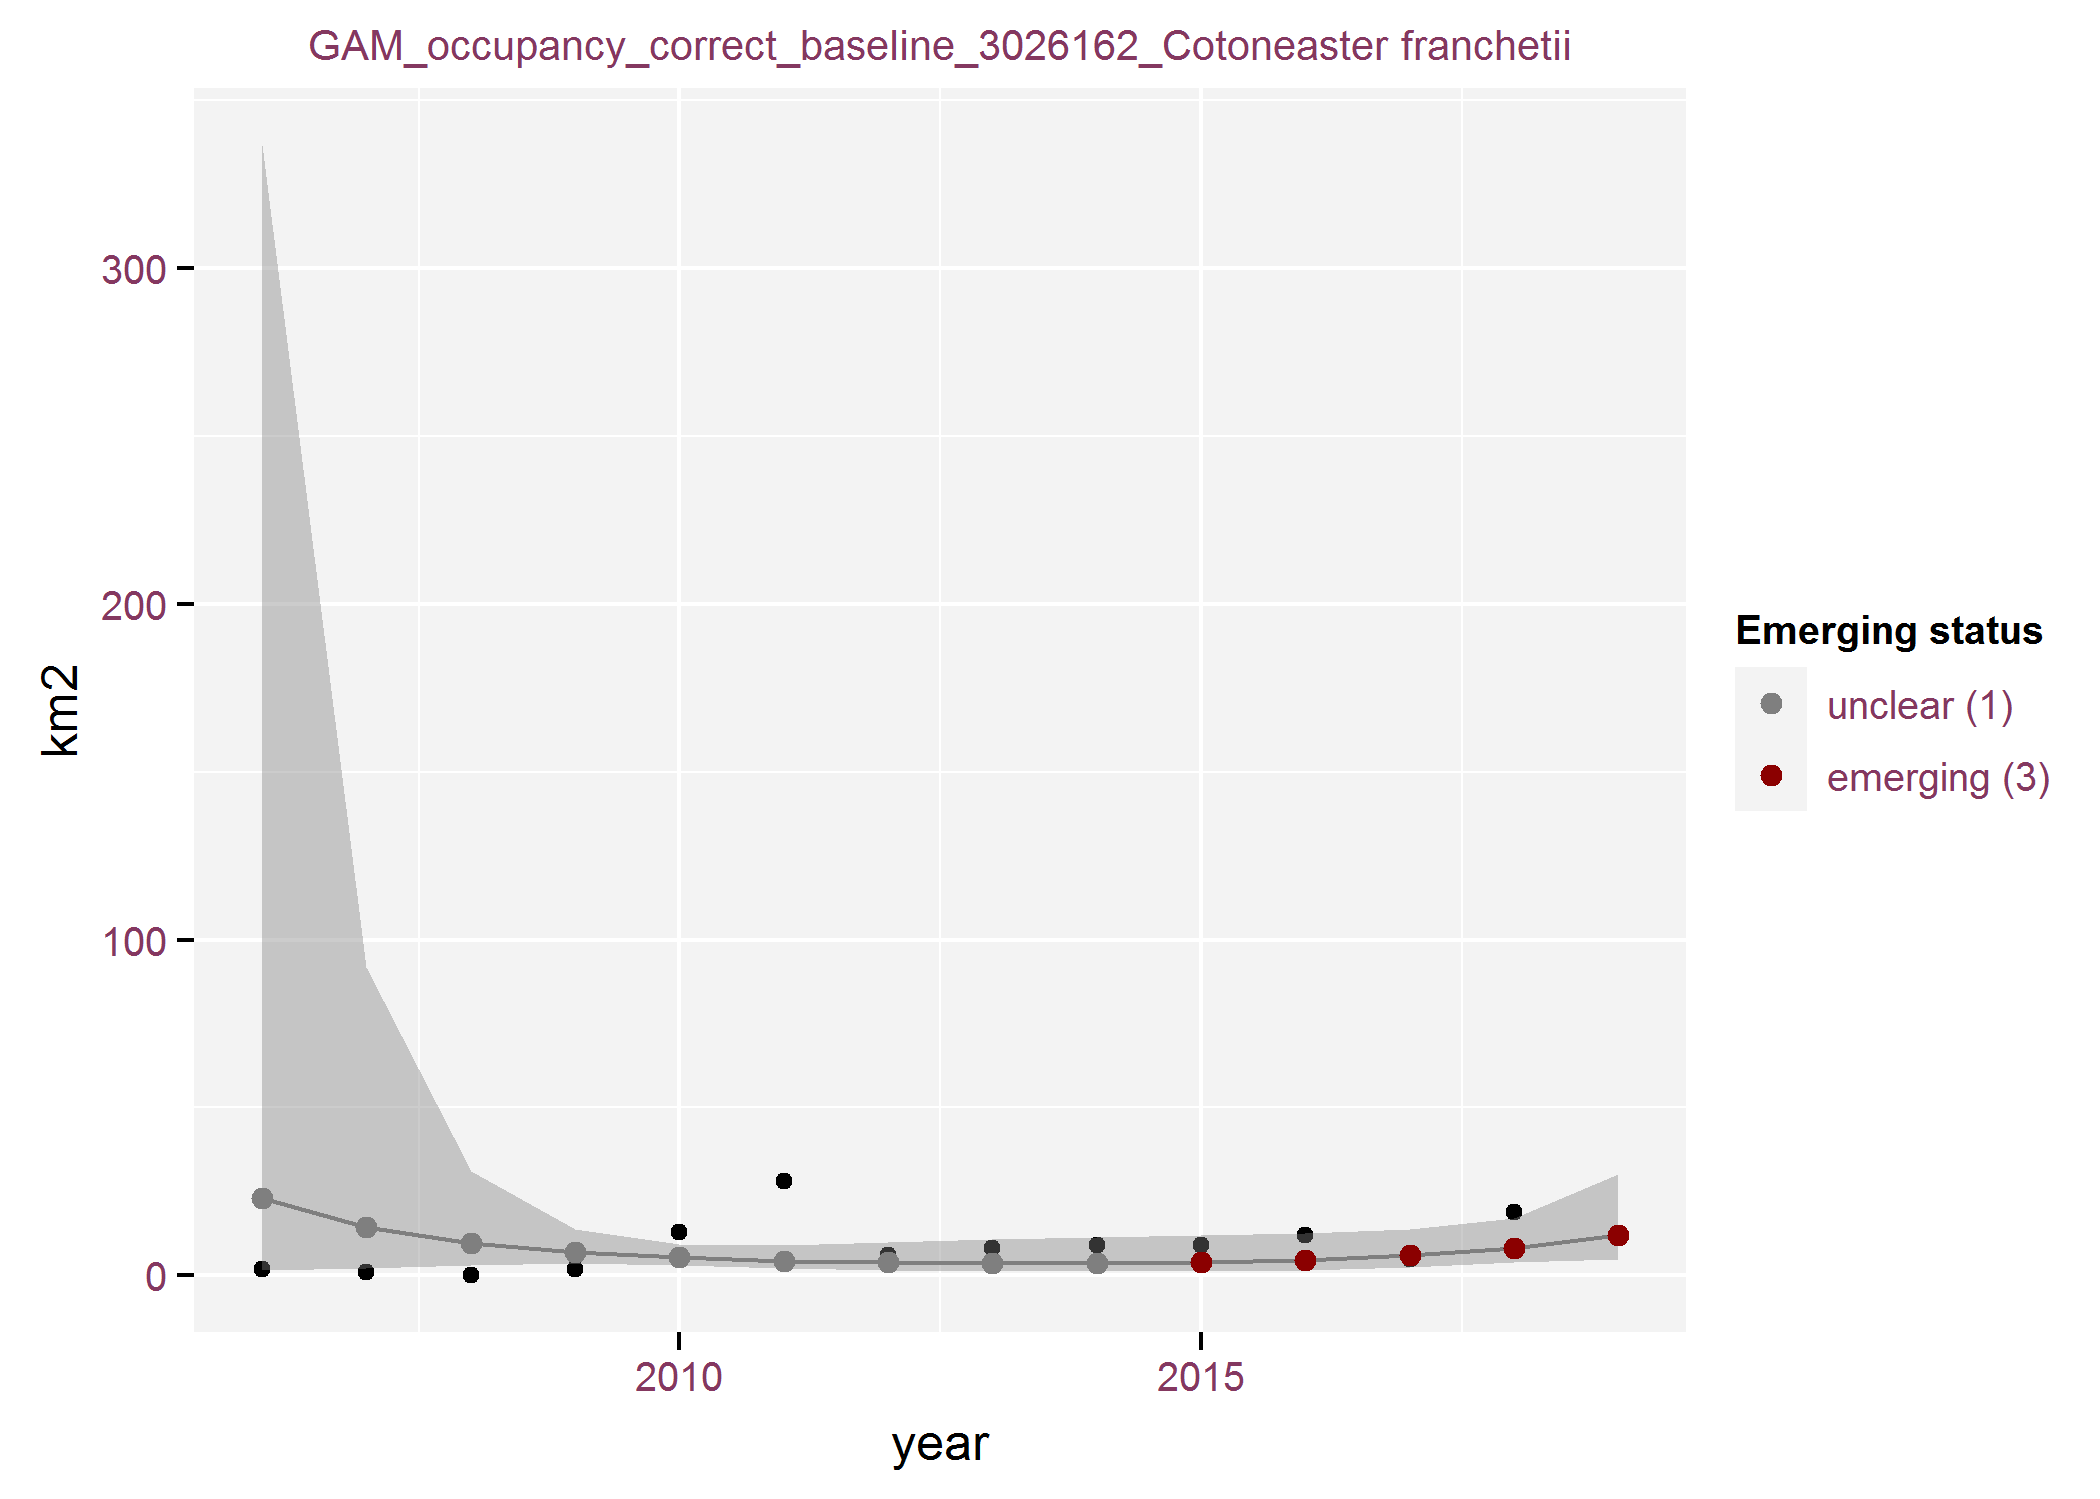 GAM_occupancy_correct_baseline_3026162_Cotoneaster franchetii
300
200
100
0
km2
2010
2015
year
Emerging status
unclear (1)
emerging (3)